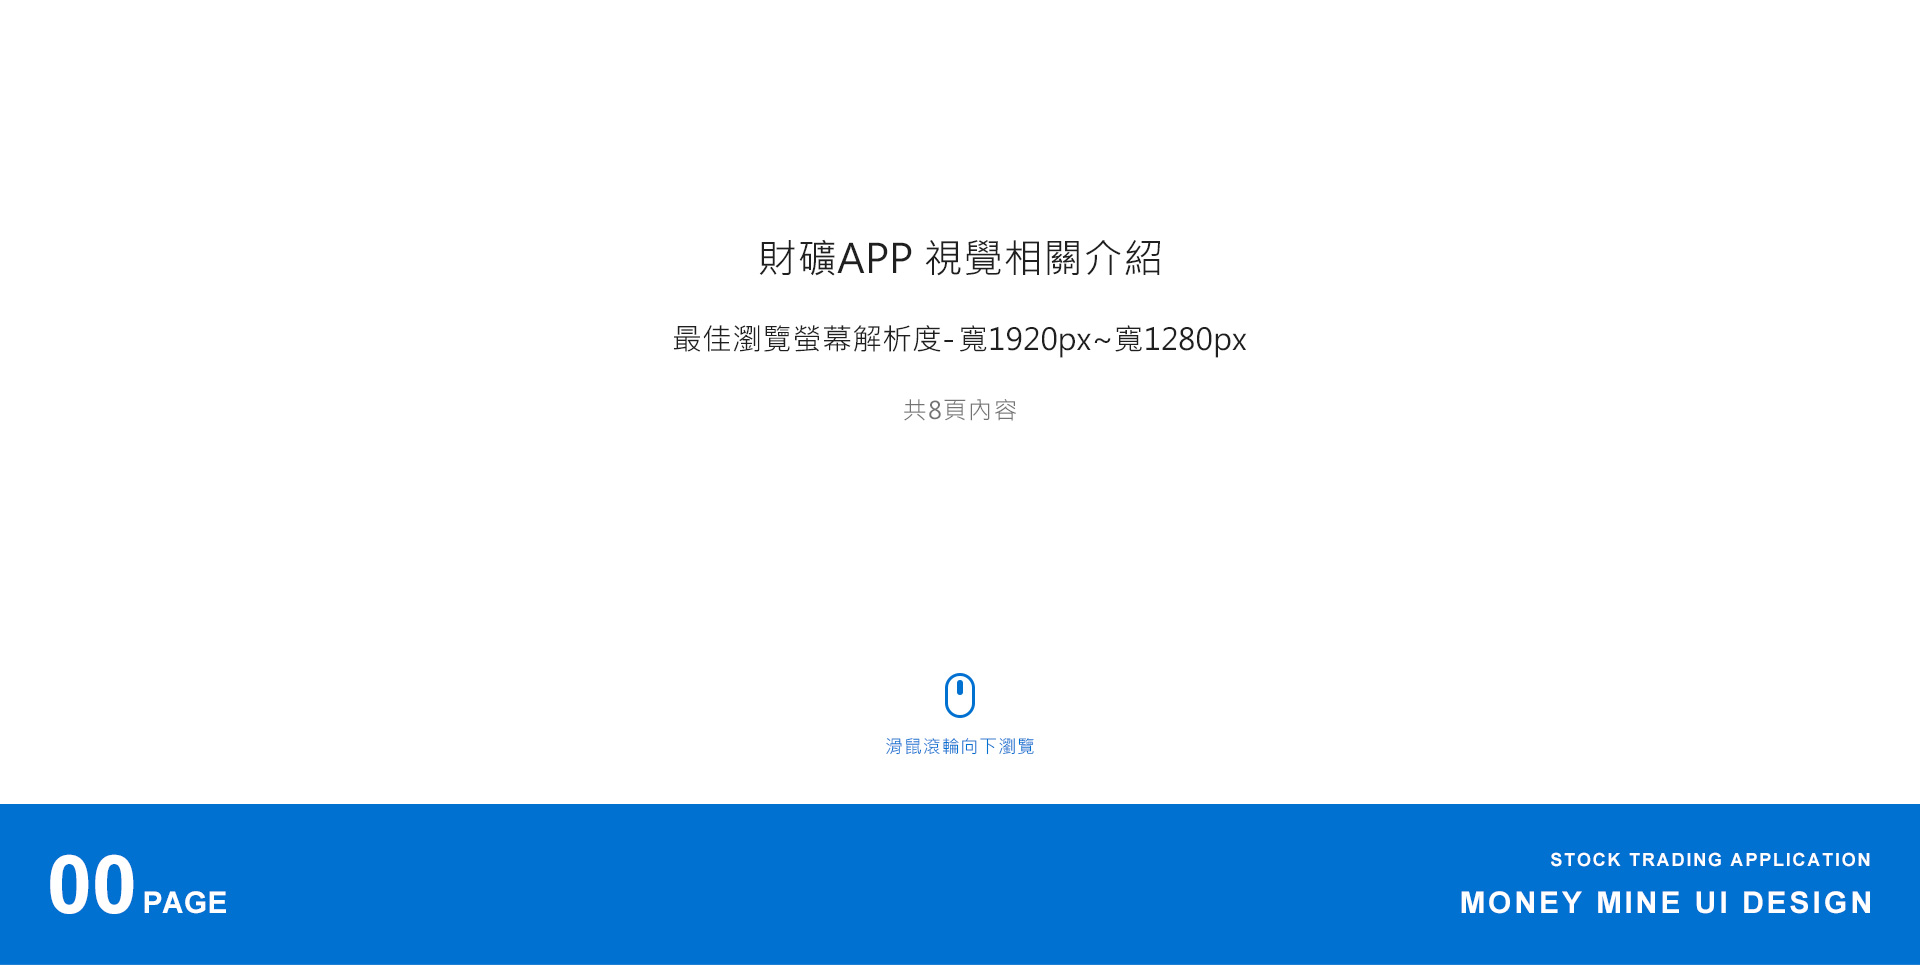 財礦APP 視覺相關介紹
最佳瀏覽螢幕解析度-寬1920px~寬1280px
共8頁內容
滑鼠滾輪向下瀏覽
00 PAGE
STOCK TRADING APPLICATION
MONEY MINE UI DESIGN